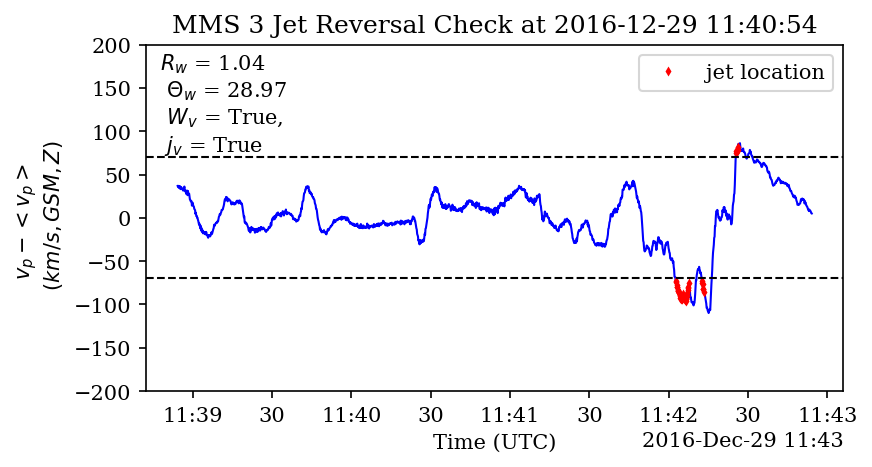 MMS 3 Jet Reversal Check at 2016-12-29 11:40:54
R_w = 1.04
Θ_w = 28.97
W_v = True,
j_v = True
jet location
200
150
100
50
0
−50
−100
−150
−200
v_p − < v_p >
(km/s, GSM, Z)
11:39 30 11:40 30 11:41 30 11:42 30 11:43
Time (UTC)
2016-Dec-29 11:43